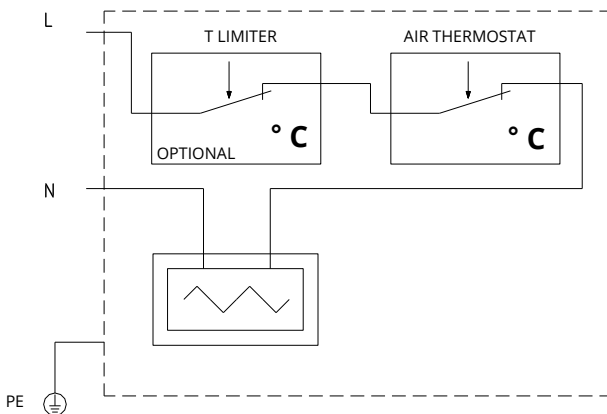 L
T LIMITER
AIR THERMOSTAT
° C
OPTIONAL
° C
N
PE